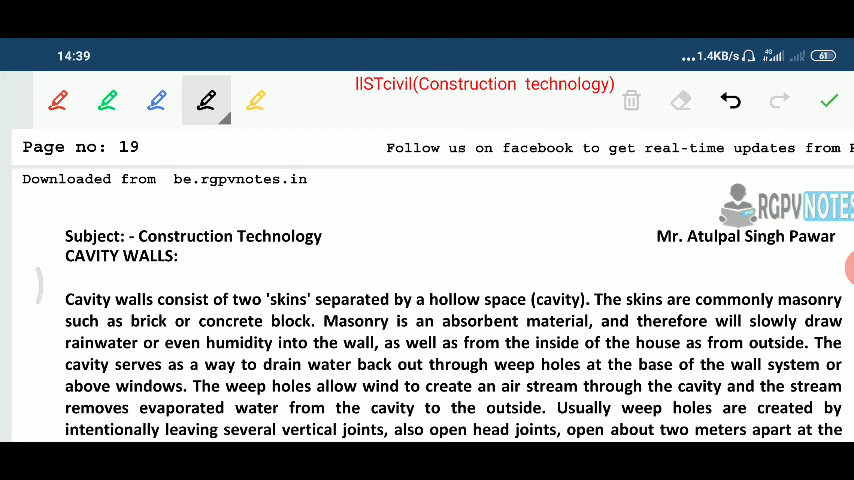 14:39
...1.4KB/s 4G 61
IISTcivil(Construction technology)
Page no: 19
Follow us on facebook to get real-time updates from
Downloaded from be.rgpvnotes.in
RGPV NOTES
Subject: - Construction Technology
Mr. Atulpal Singh Pawar
CAVITY WALLS:
Cavity walls consist of two 'skins' separated by a hollow space (cavity). The skins are commonly masonry
such as brick or concrete block. Masonry is an absorbent material, and therefore will slowly draw
rainwater or even humidity into the wall, as well as from the inside of the house as from outside. The
cavity serves as a way to drain water back out through weep holes at the base of the wall system or
above windows. The weep holes allow wind to create an air stream through the cavity and the stream
removes evaporated water from the cavity to the outside. Usually weep holes are created by
intentionally leaving several vertical joints, also open head joints, open about two meters apart at the